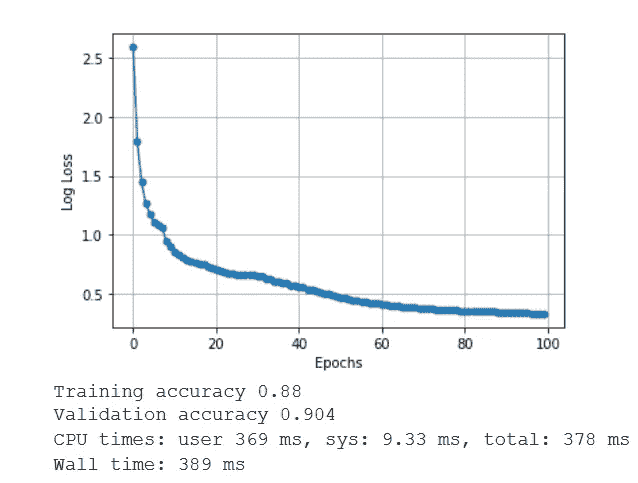 2.5
2.0
1.5
1.0
0.5
Log Loss
0 20 40 60 80 100
Epochs
Training accuracy 0.88
Validation accuracy 0.904
CPU times: user 369 ms, sys: 9.33 ms, total: 378 ms
Wall time: 389 ms